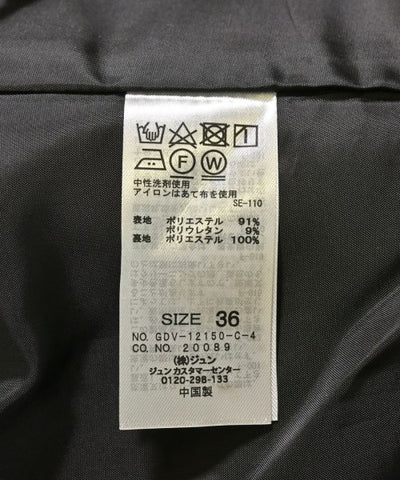 中性洗剤使用
アイロンはあて布を使用
SE-110
表地 ポリエステル 91%
ポリウレタン 9%
裏地 ポリエステル 100%
SIZE 36
NO. GDV-12150-C-4
CO.NO. 20089
(株)ジュン
ジュンカスタマーセンター
0120-298-133
中国製